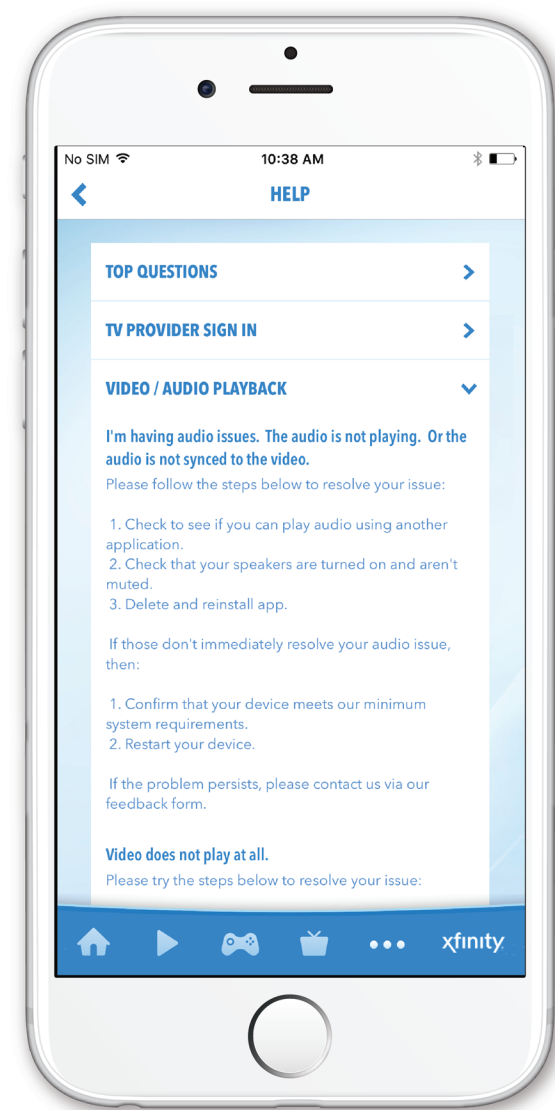 No SIM 10:38 AM
HELP
TOP QUESTIONS
TV PROVIDER SIGN IN
VIDEO / AUDIO PLAYBACK
I'm having audio issues. The audio is not playing. Or the
audio is not synced to the video.
Please follow the steps below to resolve your issue:
1. Check to see if you can play audio using another
application.
2. Check that your speakers are turned on and aren't
muted.
3. Delete and reinstall app.
If those don't immediately resolve your audio issue,
then:
1. Confirm that your device meets our minimum
system requirements.
2. Restart your device.
If the problem persists, please contact us via our
feedback form.
Video does not play at all.
Please try the steps below to resolve your issue:
xfinity